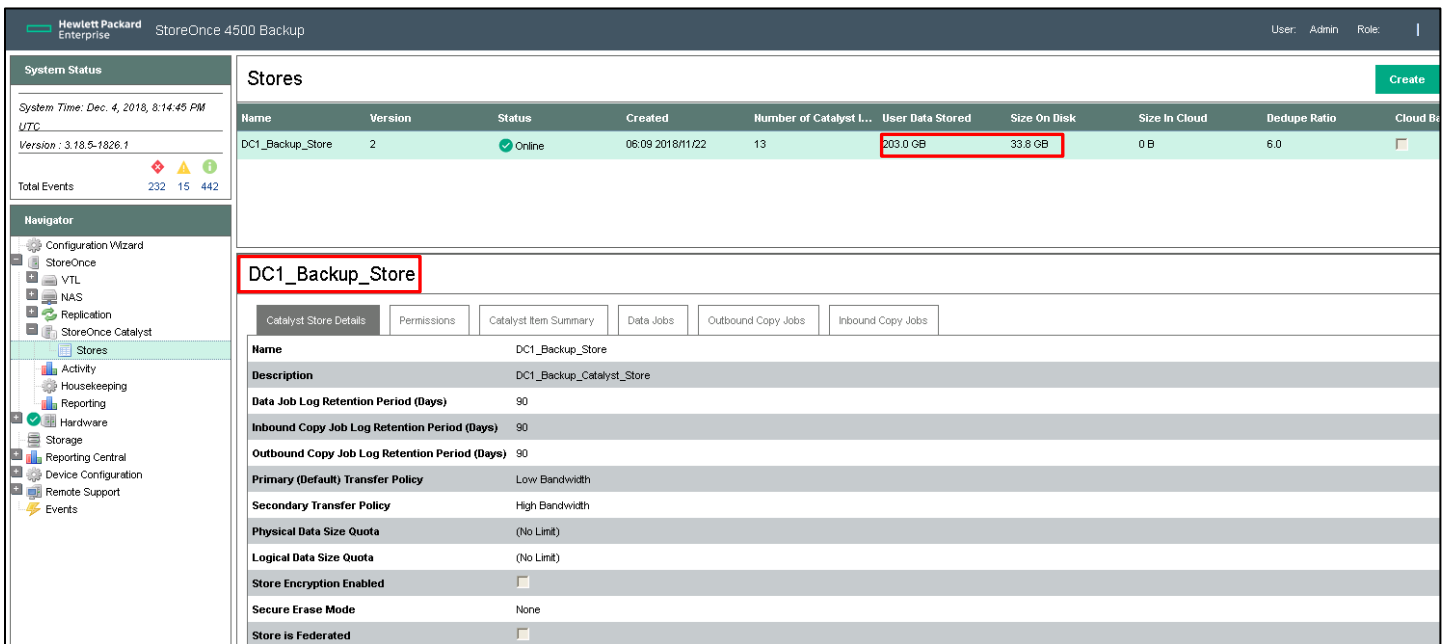 Hewlett Packard
Enterprise
StoreOnce 4500 Backup
User: Admin Role:
System Status
System Time: Dec. 4, 2018, 8:14:45 PM
UTC
Version : 3.18.5-1826.1
Total Events 232 15 442
Navigator
Configuration Wizard
StoreOnce
VTL
NAS
Replication
StoreOnce Catalyst
Stores
Activity
Housekeeping
Reporting
Hardware
Storage
Reporting Central
Device Configuration
Remote Support
Events
Stores
Create
Name Version Status Created Number of Catalyst I... User Data Stored Size On Disk Size In Cloud Dedupe Ratio Cloud Ba
DC1_Backup_Store 2 Online 06:09 2018/11/22 13 203.0 GB 33.8 GB 0 B 6.0
DC1_Backup_Store
Catalyst Store Details Permissions Catalyst Item Summary Data Jobs Outbound Copy Jobs Inbound Copy Jobs
Name DC1_Backup_Store
Description DC1_Backup_Catalyst_Store
Data Job Log Retention Period (Days) 90
Inbound Copy Job Log Retention Period (Days) 90
Outbound Copy Job Log Retention Period (Days) 90
Primary (Default) Transfer Policy Low Bandwidth
Secondary Transfer Policy High Bandwidth
Physical Data Size Quota (No Limit)
Logical Data Size Quota (No Limit)
Store Encryption Enabled
Secure Erase Mode None
Store is Federated